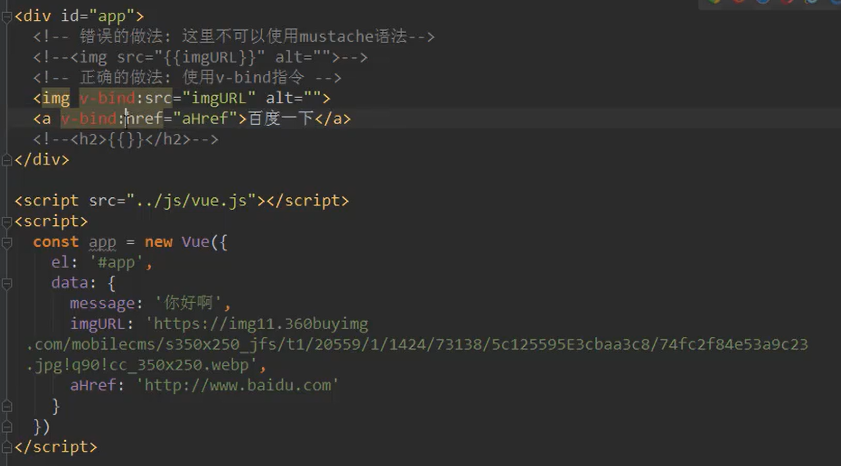 <div id="app">
<!-- 错误的做法: 这里不可以使用mustache语法-->
<!--<img src="{{imgURL}}" alt="">-->
<!-- 正确的做法: 使用v-bind指令 -->
<img v-bind:src="imgURL" alt="">
<a v-bind:href="aHref">百度一下</a>
<!--<h2>{{}}</h2>-->
</div>
<script src="../js/vue.js"></script>
<script>
const app = new Vue({
el: '#app',
data: {
message: '你好啊',
imgURL: 'https://img11.360buyimg
.com/mobilecms/s350x250_jfs/t1/20559/1/1424/73138/5c125595E3cbaa3c8/74fc2f84e53a9c23
.jpg!q90!cc_350x250.webp',
aHref: 'http://www.baidu.com'
}
})
</script>